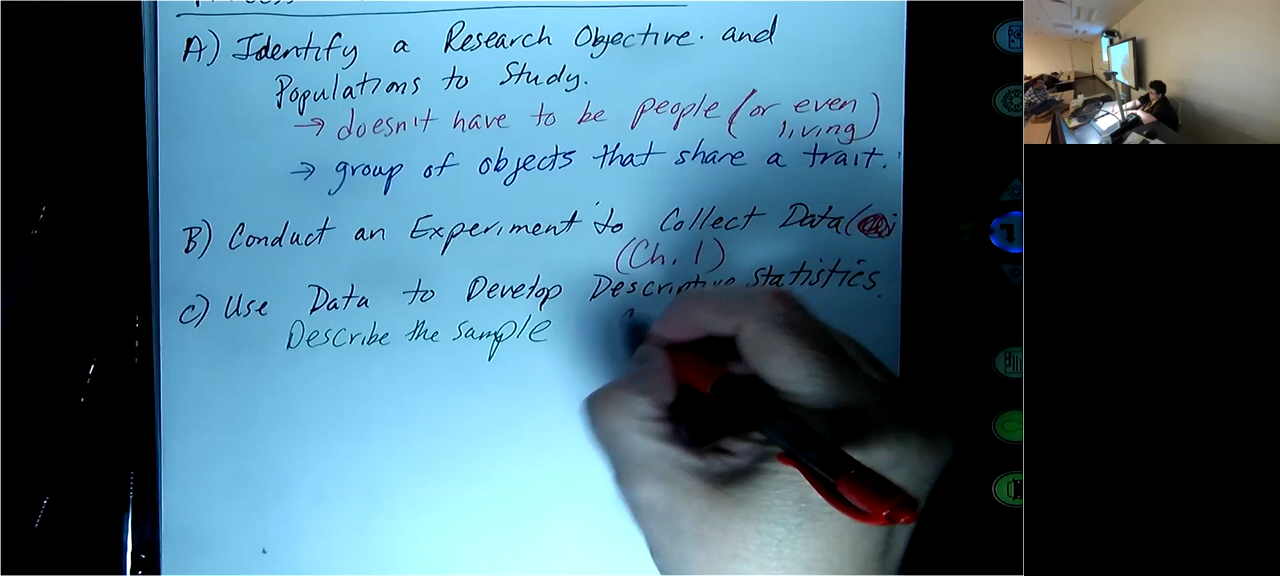 A) Identify a Research Objective. and
Populations to Study.
→ doesn't have to be people (or even
living)
→ group of objects that share a trait.
B) Conduct an Experiment to Collect Data
(Ch. 1)
C) Use Data to Develop Descriptive Statistics.
Describe the sample